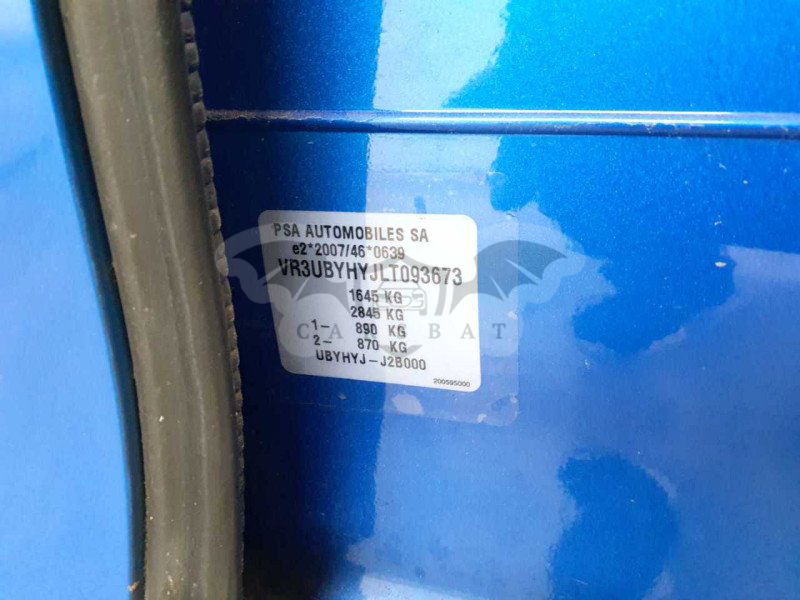 PSA AUTOMOBILES SA
e2*2007/46*0639
VR3UBYHYJLT093673
1645 KG
2845 KG
1- 890 KG
2- 870 KG
UBYHYJ-J2B000
200595000
CARBAT